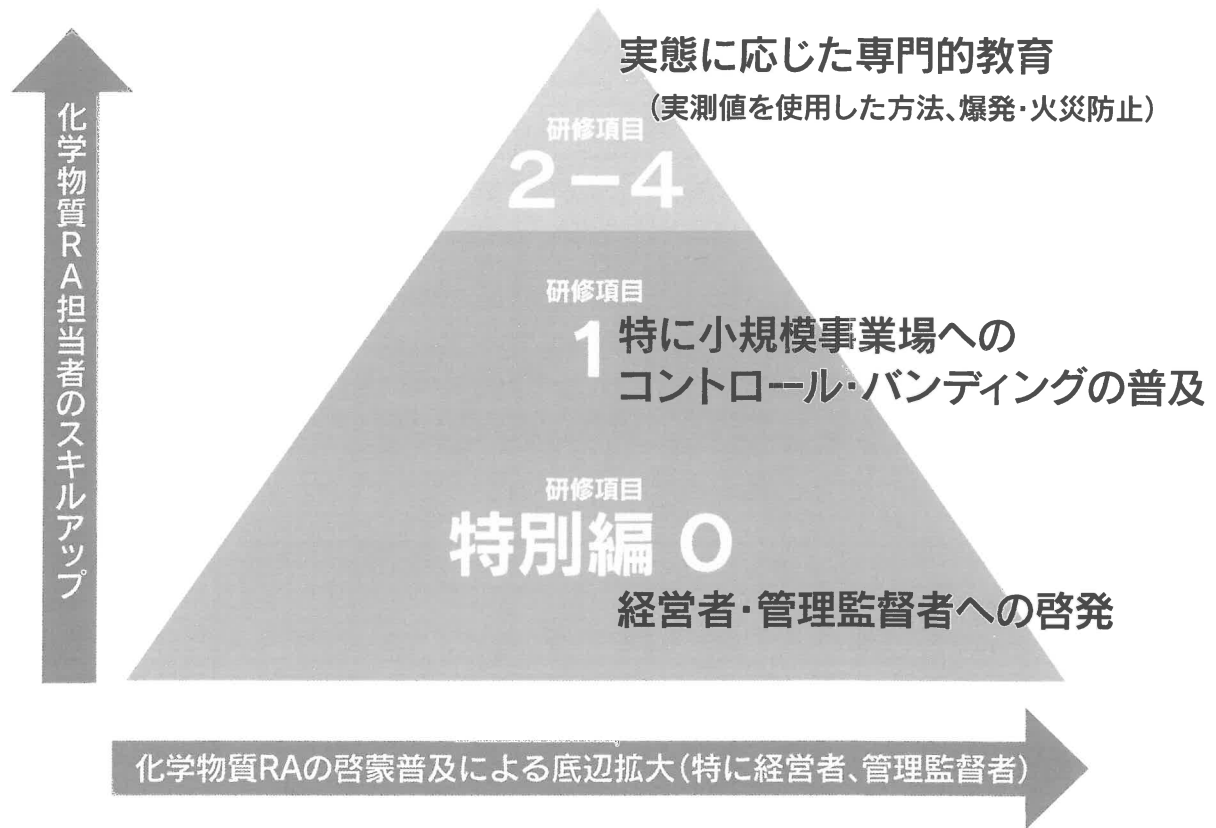 実態に応じた専門的教育
(実測値を使用した方法、爆発・火災防止)
研修項目
2－4
研修項目
1
特に小規模事業場への
コントロール・バンディングの普及
研修項目
特別編 0
経営者・管理監督者への啓発
化学物質RA担当者のスキルアップ
化学物質RAの啓蒙普及による底辺拡大(特に経営者、管理監督者)